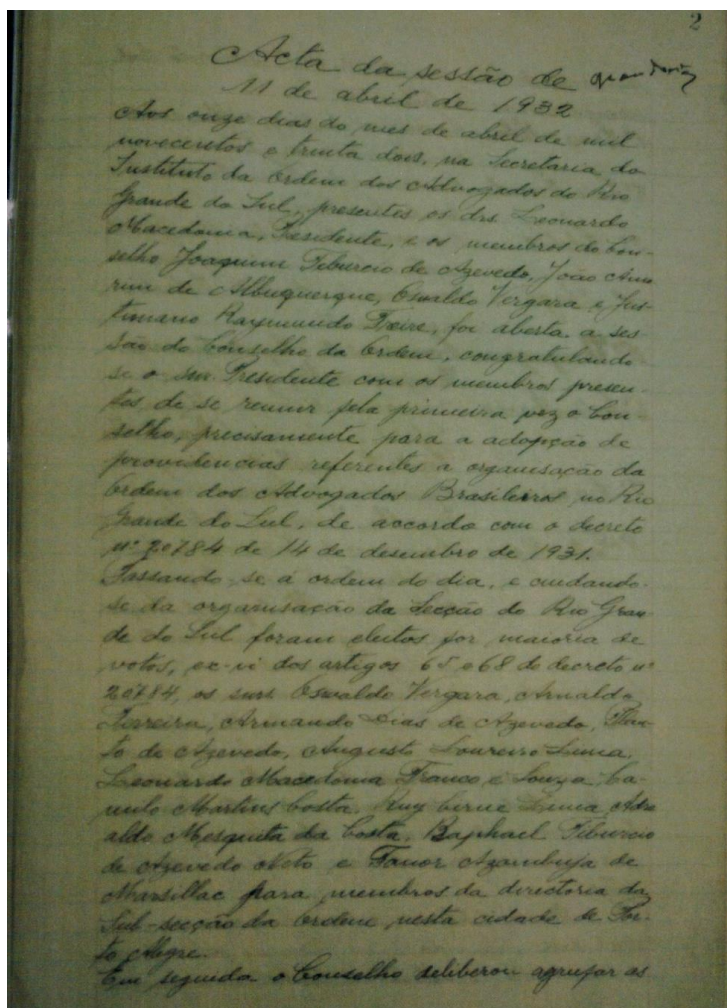 2
Acta da sessão de
11 de abril de 1932
Aos onze dias do mes de abril de mil
novecentos e trinta dois, na Secretaria do
Instituto da Ordem dos Advogados do Rio
Grande do Sul, presentes os drs. Leonardo
Macedonia, Presidente, e os membros do Con-
selho Joaquim Tiburcio de Azevedo, João Amo-
rim de Albuquerque, Oswaldo Vergara e Jus-
tiniano Raymundo Freire, foi aberta a ses-
são do Conselho da Ordem, congratulando-
se o snr. Presidente com os membros presen-
tes de se reunir pela primeira vez o Con-
selho, precisamente para a adopção de
providencias referentes a organisação da
Ordem dos Advogados Brasileiros, no Rio
Grande do Sul, de accordo com o decreto
nº 20784 de 14 de desembro de 1931.
Passando-se a ordem do dia, e cuidando-
se da organisação da Secção do Rio Gran-
de do Sul foram eleitos por maioria de
votos, ex-vi dos artigos 65 e 68 do decreto nº
20784, os snrs Oswaldo Vergara, Arnaldo
Ferreira, Armando Dias de Azevedo,
de Azevedo, Augusto Loureiro Lima,
Leonardo Macedonia Franco e Souza, Ca-
millo Martins Costa, Ruy Cirne Lima, Adro-
aldo Mesquita da Costa, Raphael Tiburcio
de Azevedo Neto e Fanor Azambuja de
Marsillac para membros da directoria da
Sub-secção da Ordem, nesta cidade de Por-
to Alegre.
Em seguida o Conselho deliberou agrupar as